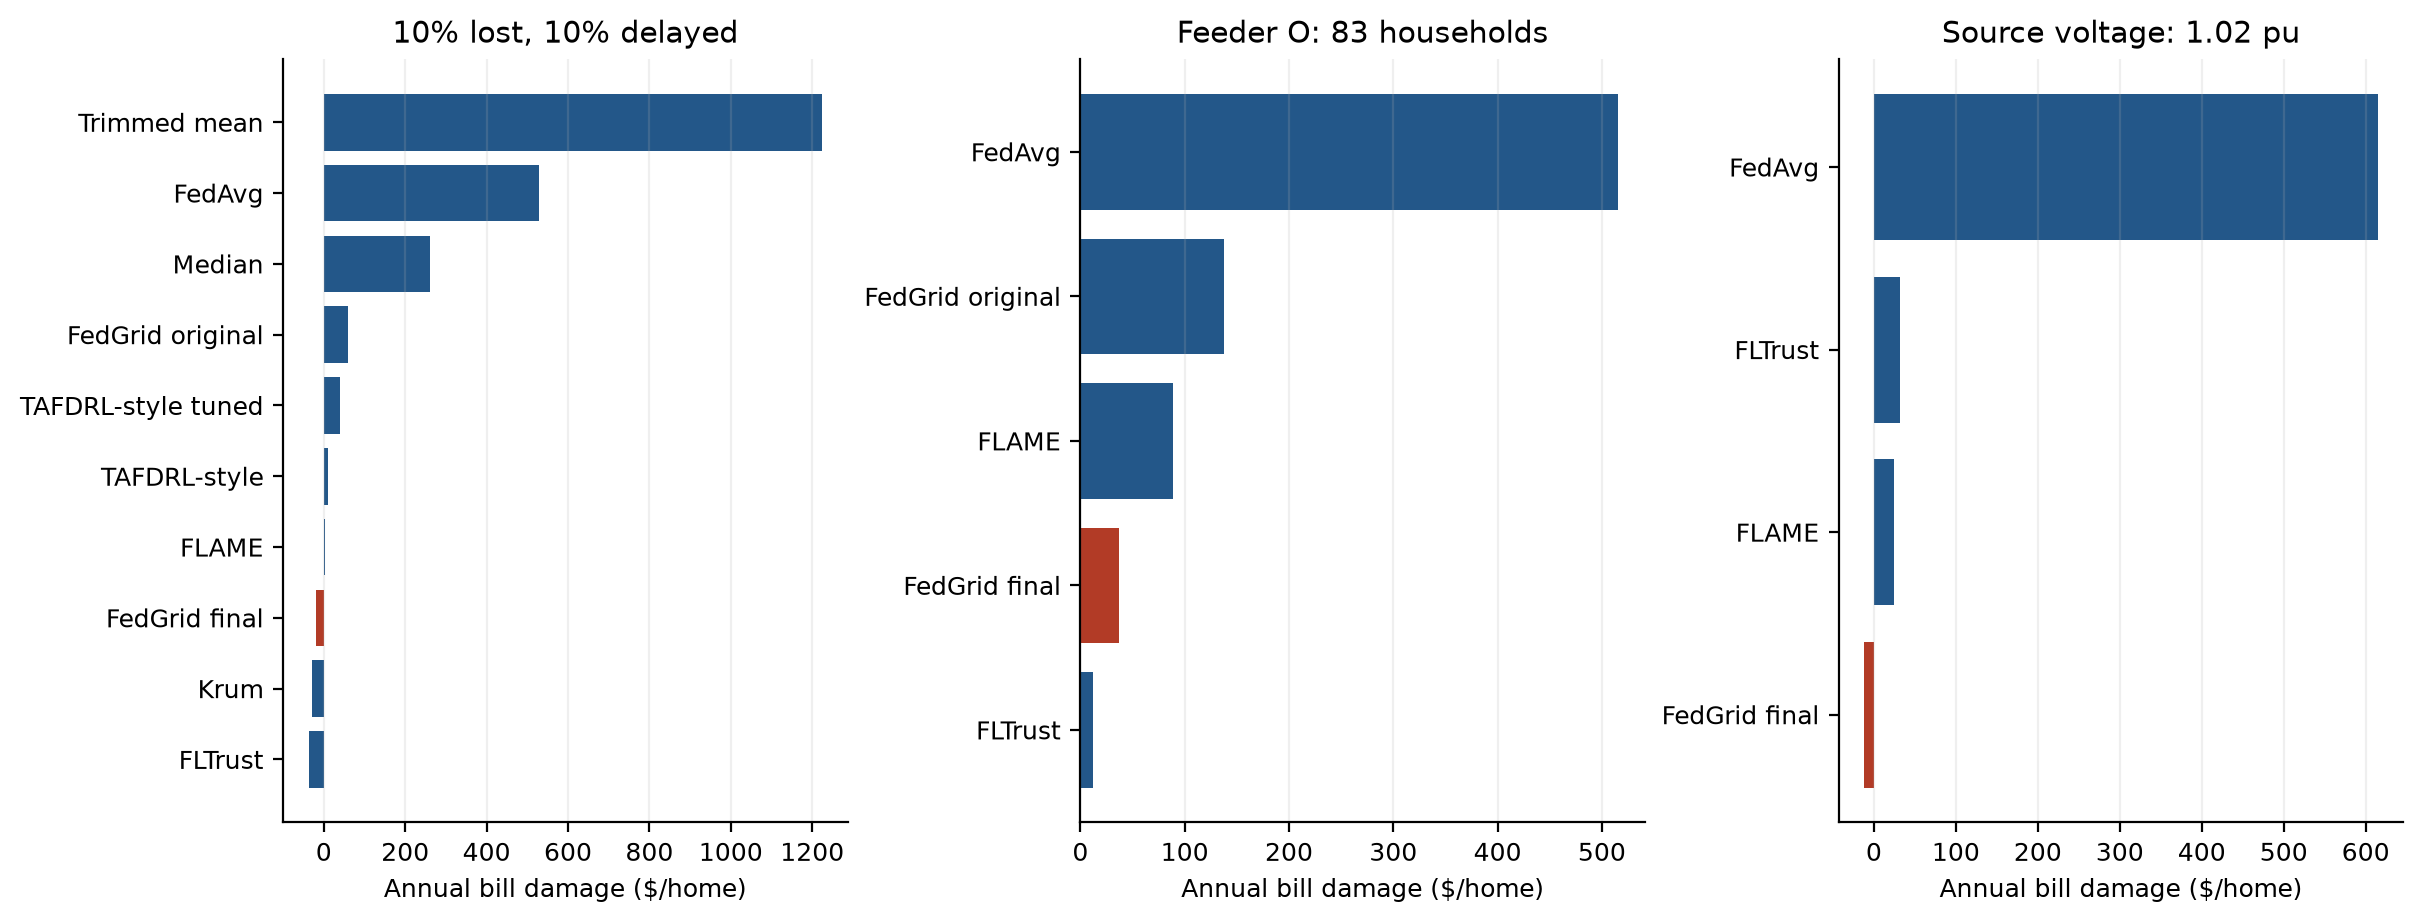 10% lost, 10% delayed
Trimmed mean
FedAvg
Median
FedGrid original
TAFDRL-style tuned
TAFDRL-style
FLAME
FedGrid final
Krum
FLTrust
0 200 400 600 800 1000 1200
Annual bill damage ($/home)
Feeder O: 83 households
FedAvg
FedGrid original
FLAME
FedGrid final
FLTrust
0 100 200 300 400 500
Annual bill damage ($/home)
Source voltage: 1.02 pu
FedAvg
FLTrust
FLAME
FedGrid final
0 100 200 300 400 500 600
Annual bill damage ($/home)